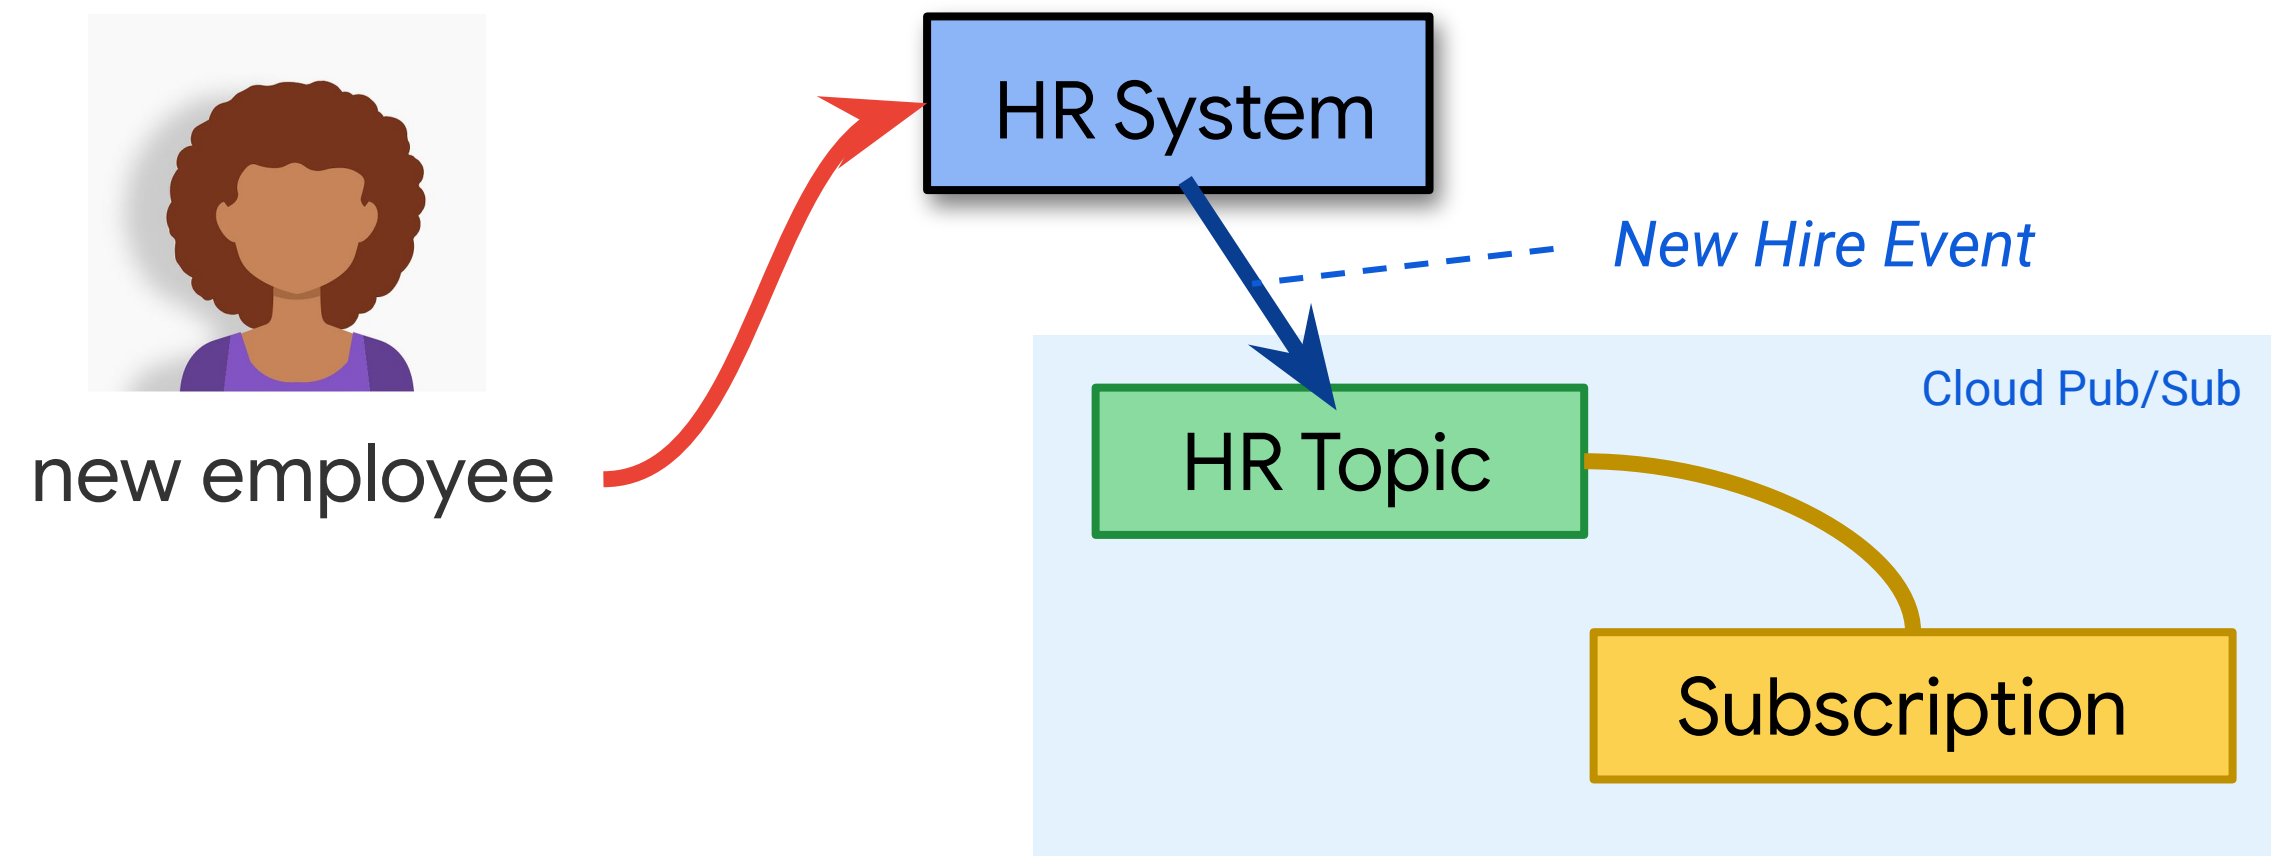 HR System
New Hire Event
Cloud Pub/Sub
new employee
HR Topic
Subscription